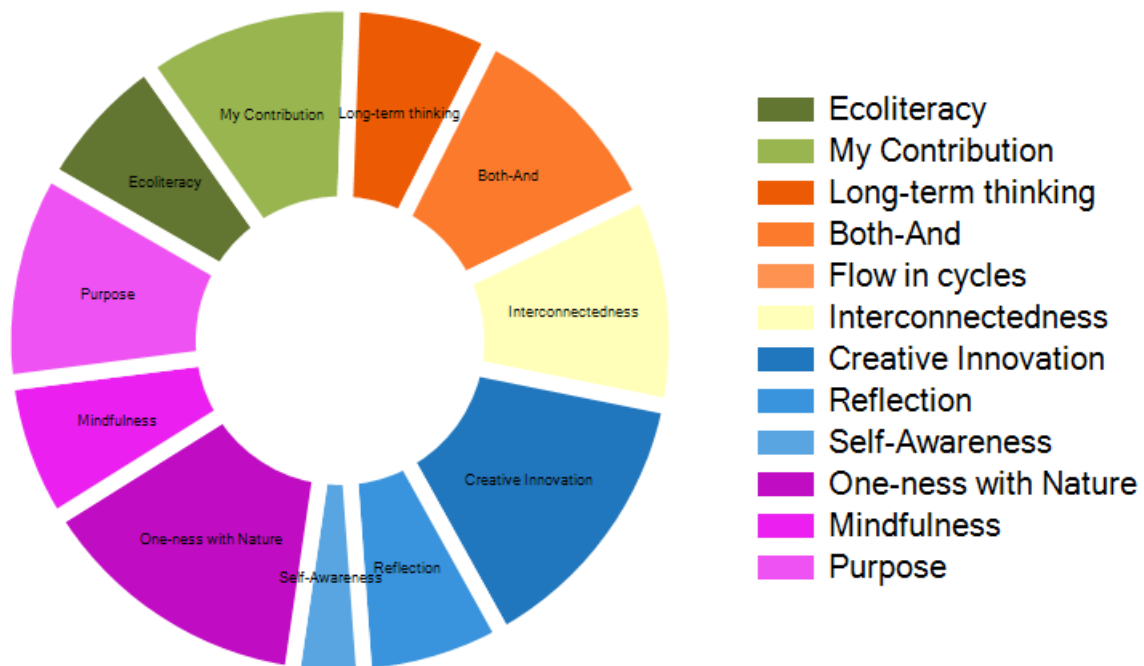 My Contribution
Long-term thinking
Both-And
Ecoliteracy
Purpose
Interconnectedness
Mindfulness
Creative Innovation
One-ness with Nature
Self-Awareness
Reflection
Ecoliteracy
My Contribution
Long-term thinking
Both-And
Flow in cycles
Interconnectedness
Creative Innovation
Reflection
Self-Awareness
One-ness with Nature
Mindfulness
Purpose